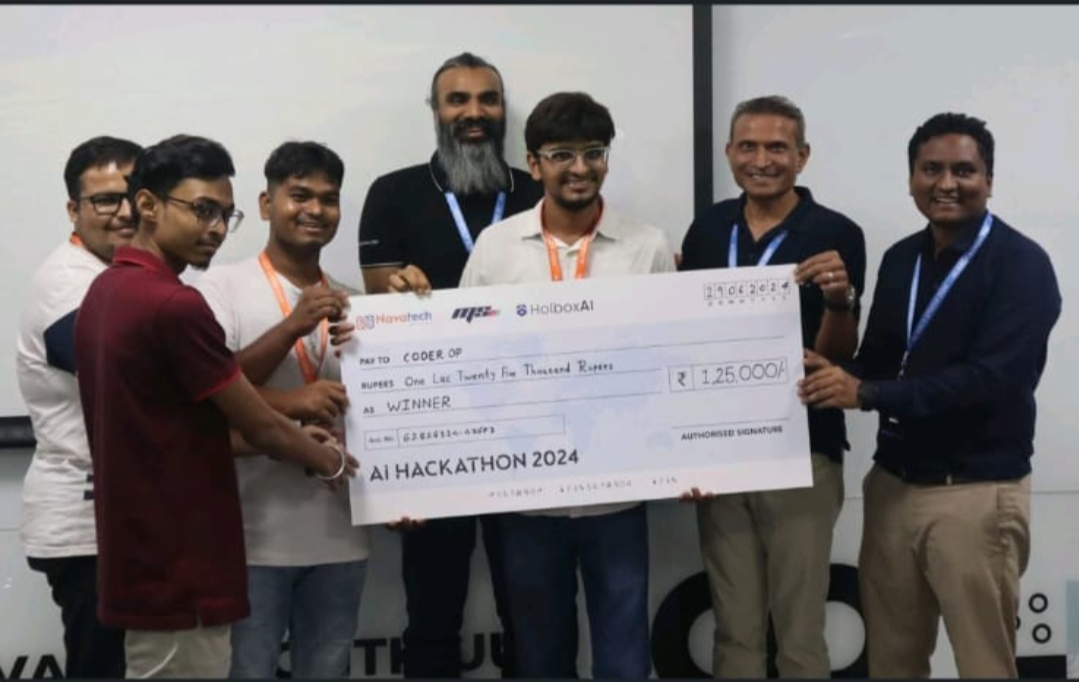 Navatech MS HolboxAI
29062024
PAY TO CODER OP
RUPEES One Lac Twenty Five Thousand Rupees
₹ 1,25,000/-
AS WINNER
AUTHORISED SIGNATURE
Ai HACKATHON 2024